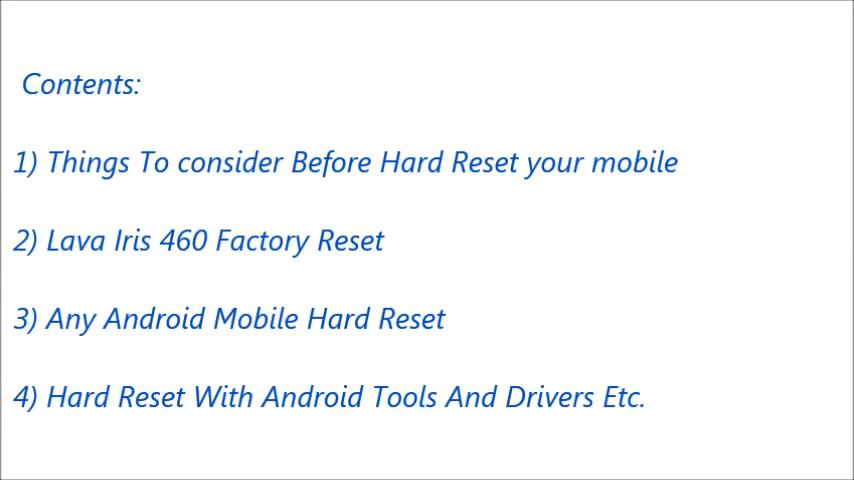 Contents:
1) Things To consider Before Hard Reset your mobile
2) Lava Iris 460 Factory Reset
3) Any Android Mobile Hard Reset
4) Hard Reset With Android Tools And Drivers Etc.